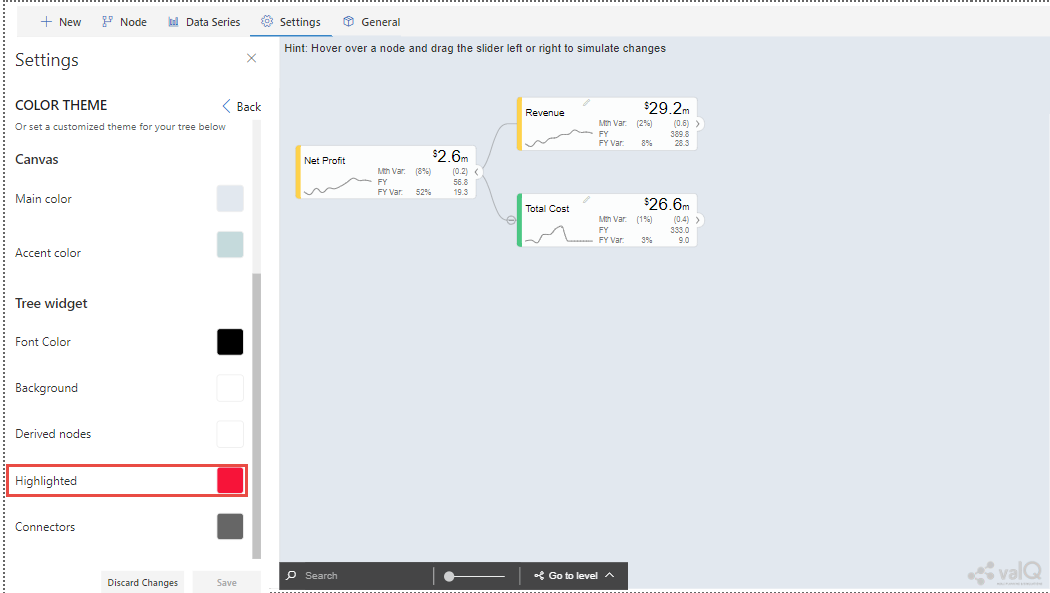 New Node Data Series Settings General
Settings
Hint: Hover over a node and drag the slider left or right to simulate changes
COLOR THEME
Back
Or set a customized theme for your tree below
Canvas
Main color
Accent color
Tree widget
Font Color
Background
Derived nodes
Highlighted
Connectors
Discard Changes Save
Net Profit
$2.6m
Mth Var: (8%) (0.2)
FY 56.8
FY Var: 52% 19.3
Revenue
$29.2m
Mth Var: (2%) (0.6)
FY 389.8
FY Var: 8% 28.3
Total Cost
$26.6m
Mth Var: (1%) (0.4)
FY 333.0
FY Var: 3% 9.0
Search Go to level
valQ